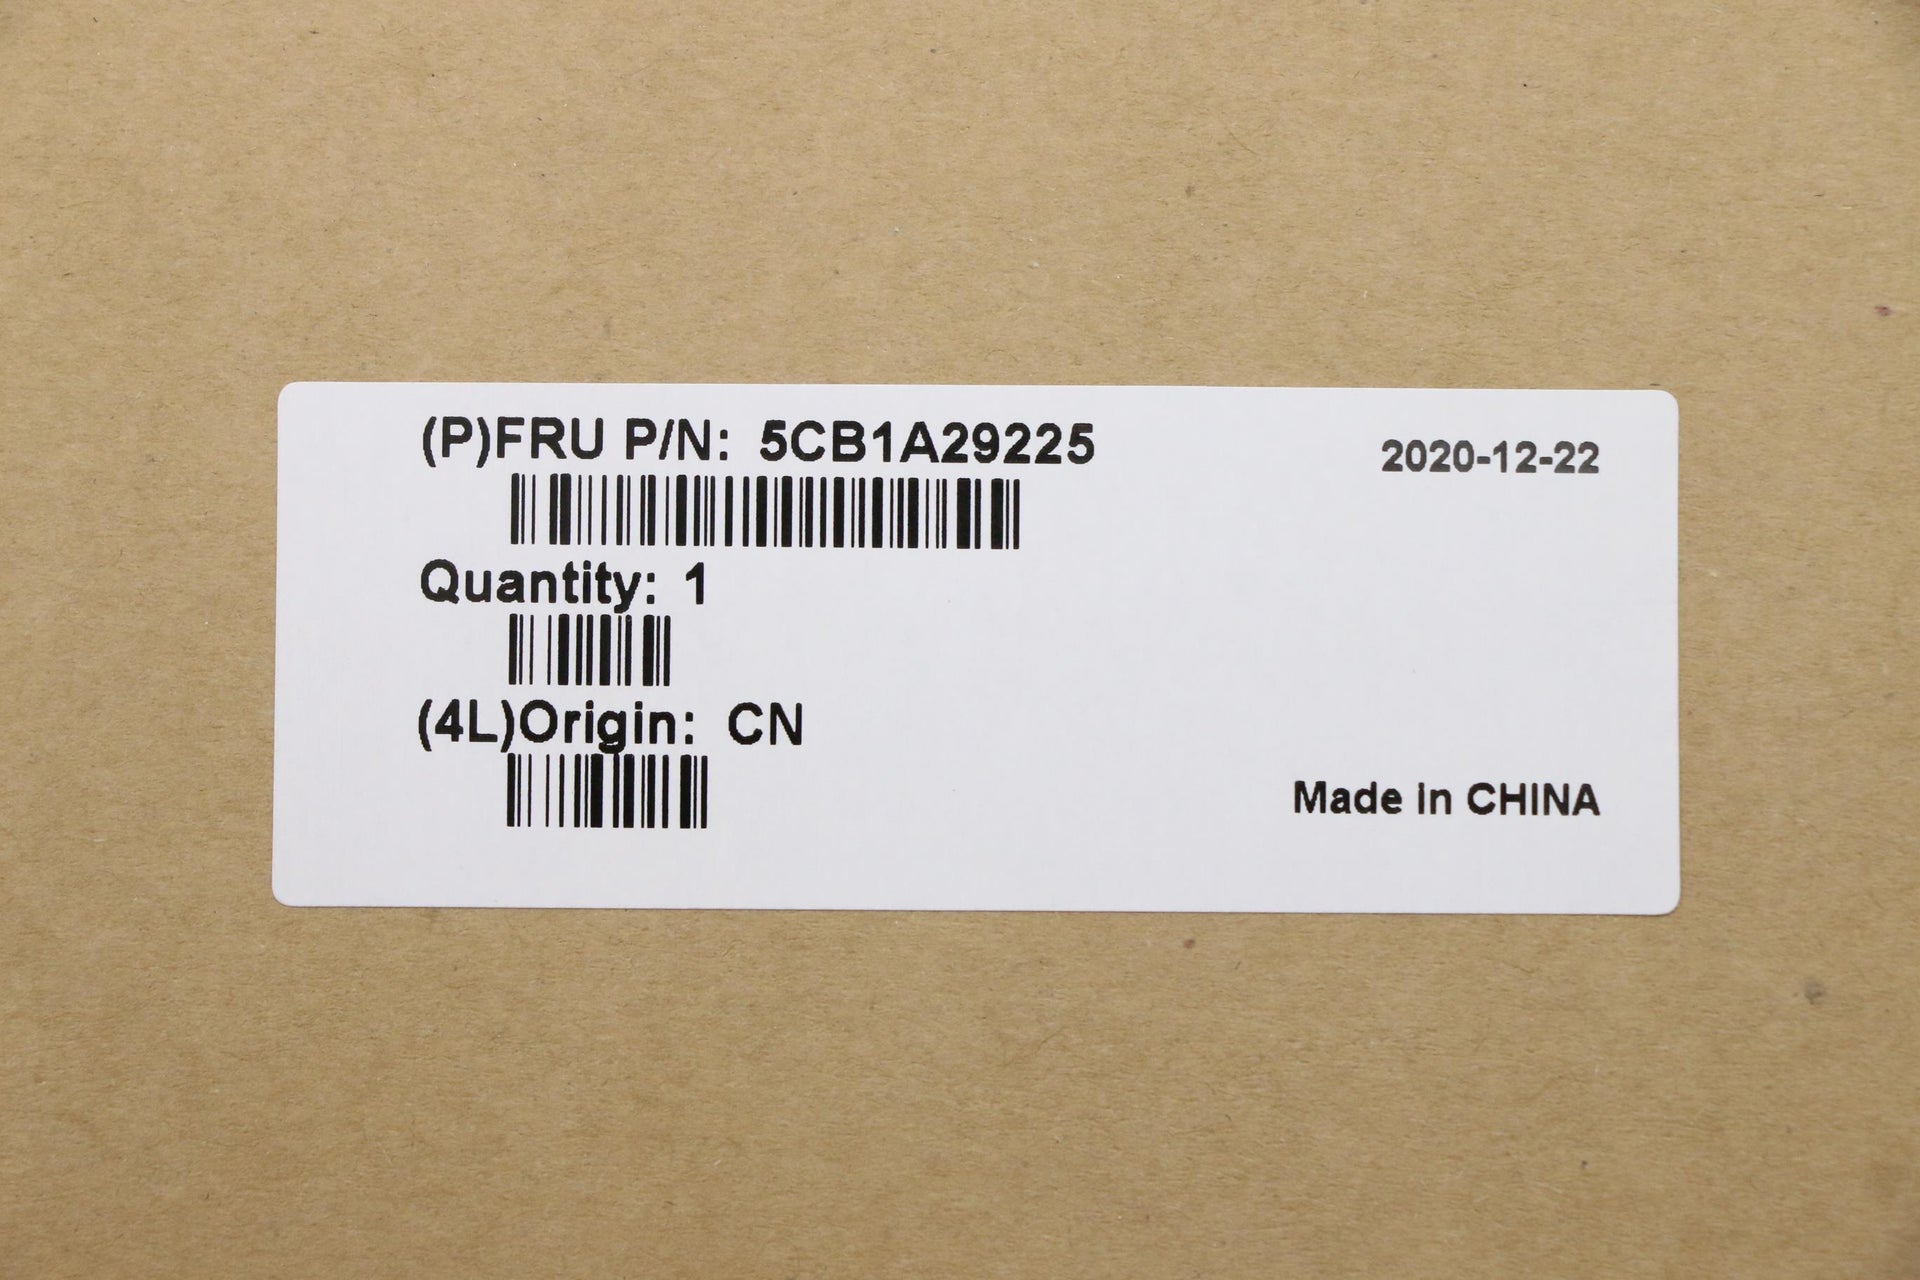 (P)FRU P/N: 5CB1A29225
2020-12-22
Quantity: 1
(4L)Origin: CN
Made in CHINA